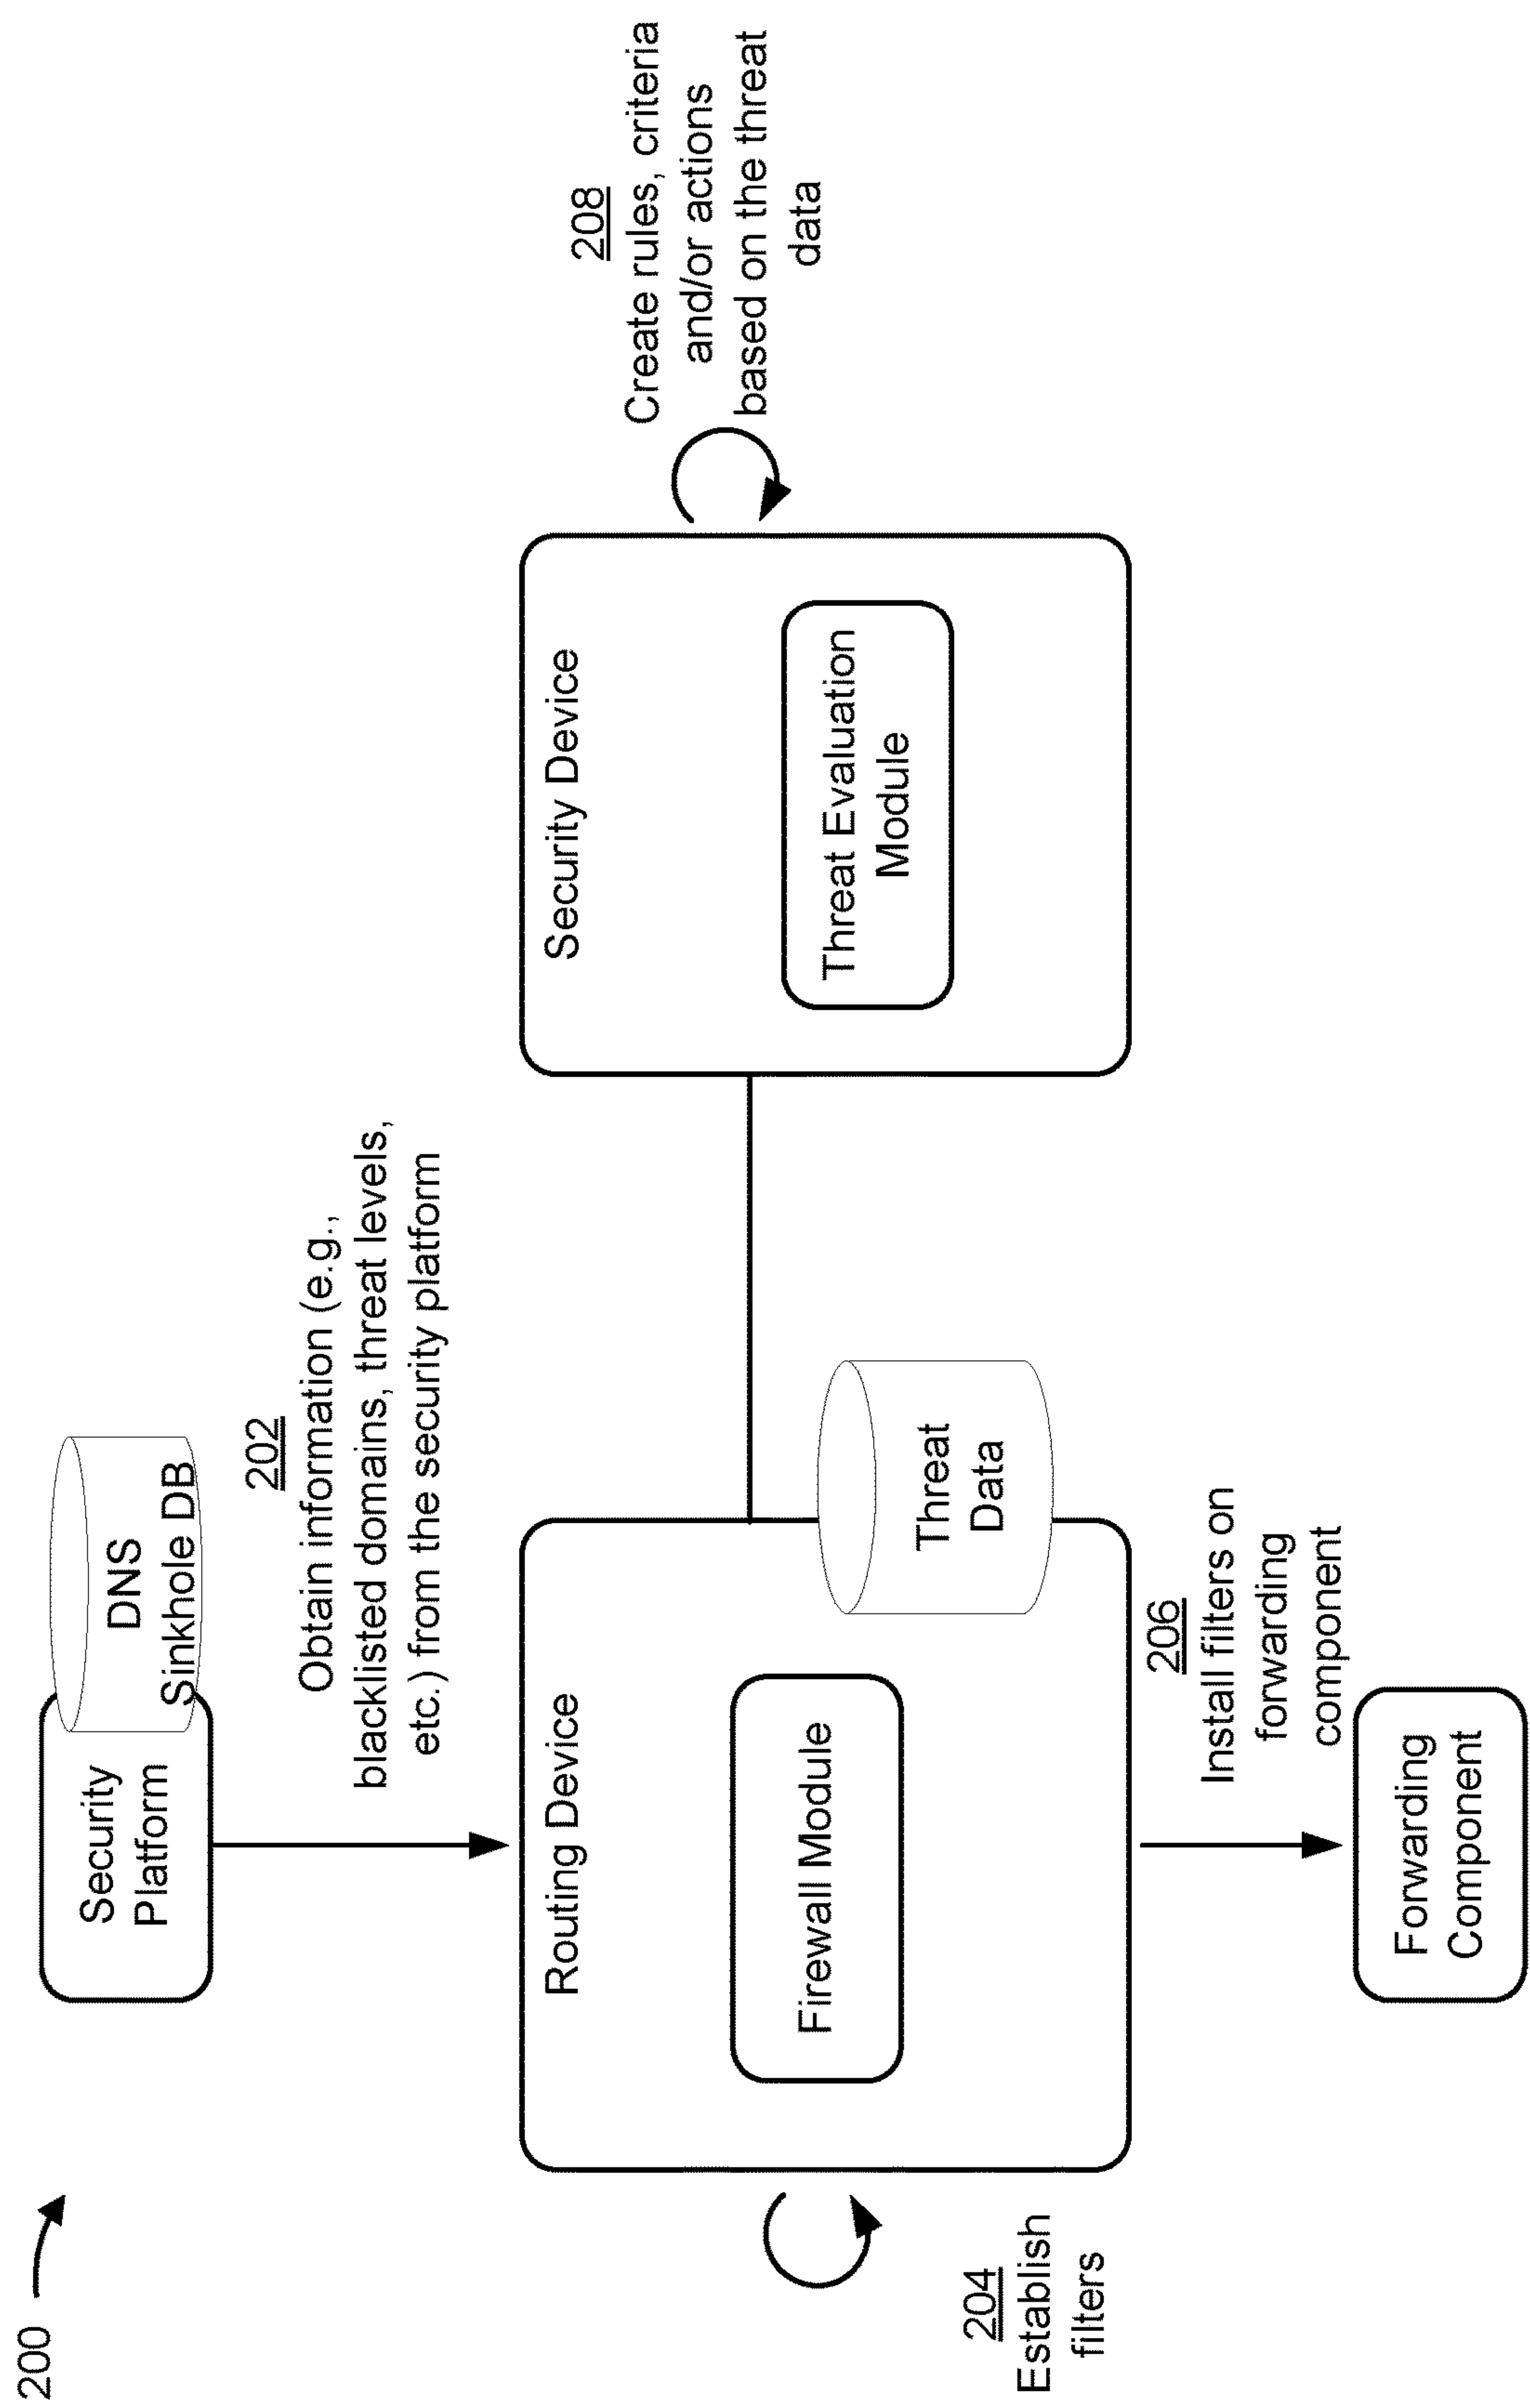 200
Security
Platform
DNS
Sinkhole DB
202
Obtain information (e.g.,
blacklisted domains, threat levels,
etc.) from the security platform
Routing Device
Firewall Module
Threat
Data
204
Establish
filters
206
Install filters on
forwarding
component
Forwarding
Component
Security Device
Threat Evaluation
Module
208
Create rules, criteria
and/or actions
based on the threat
data